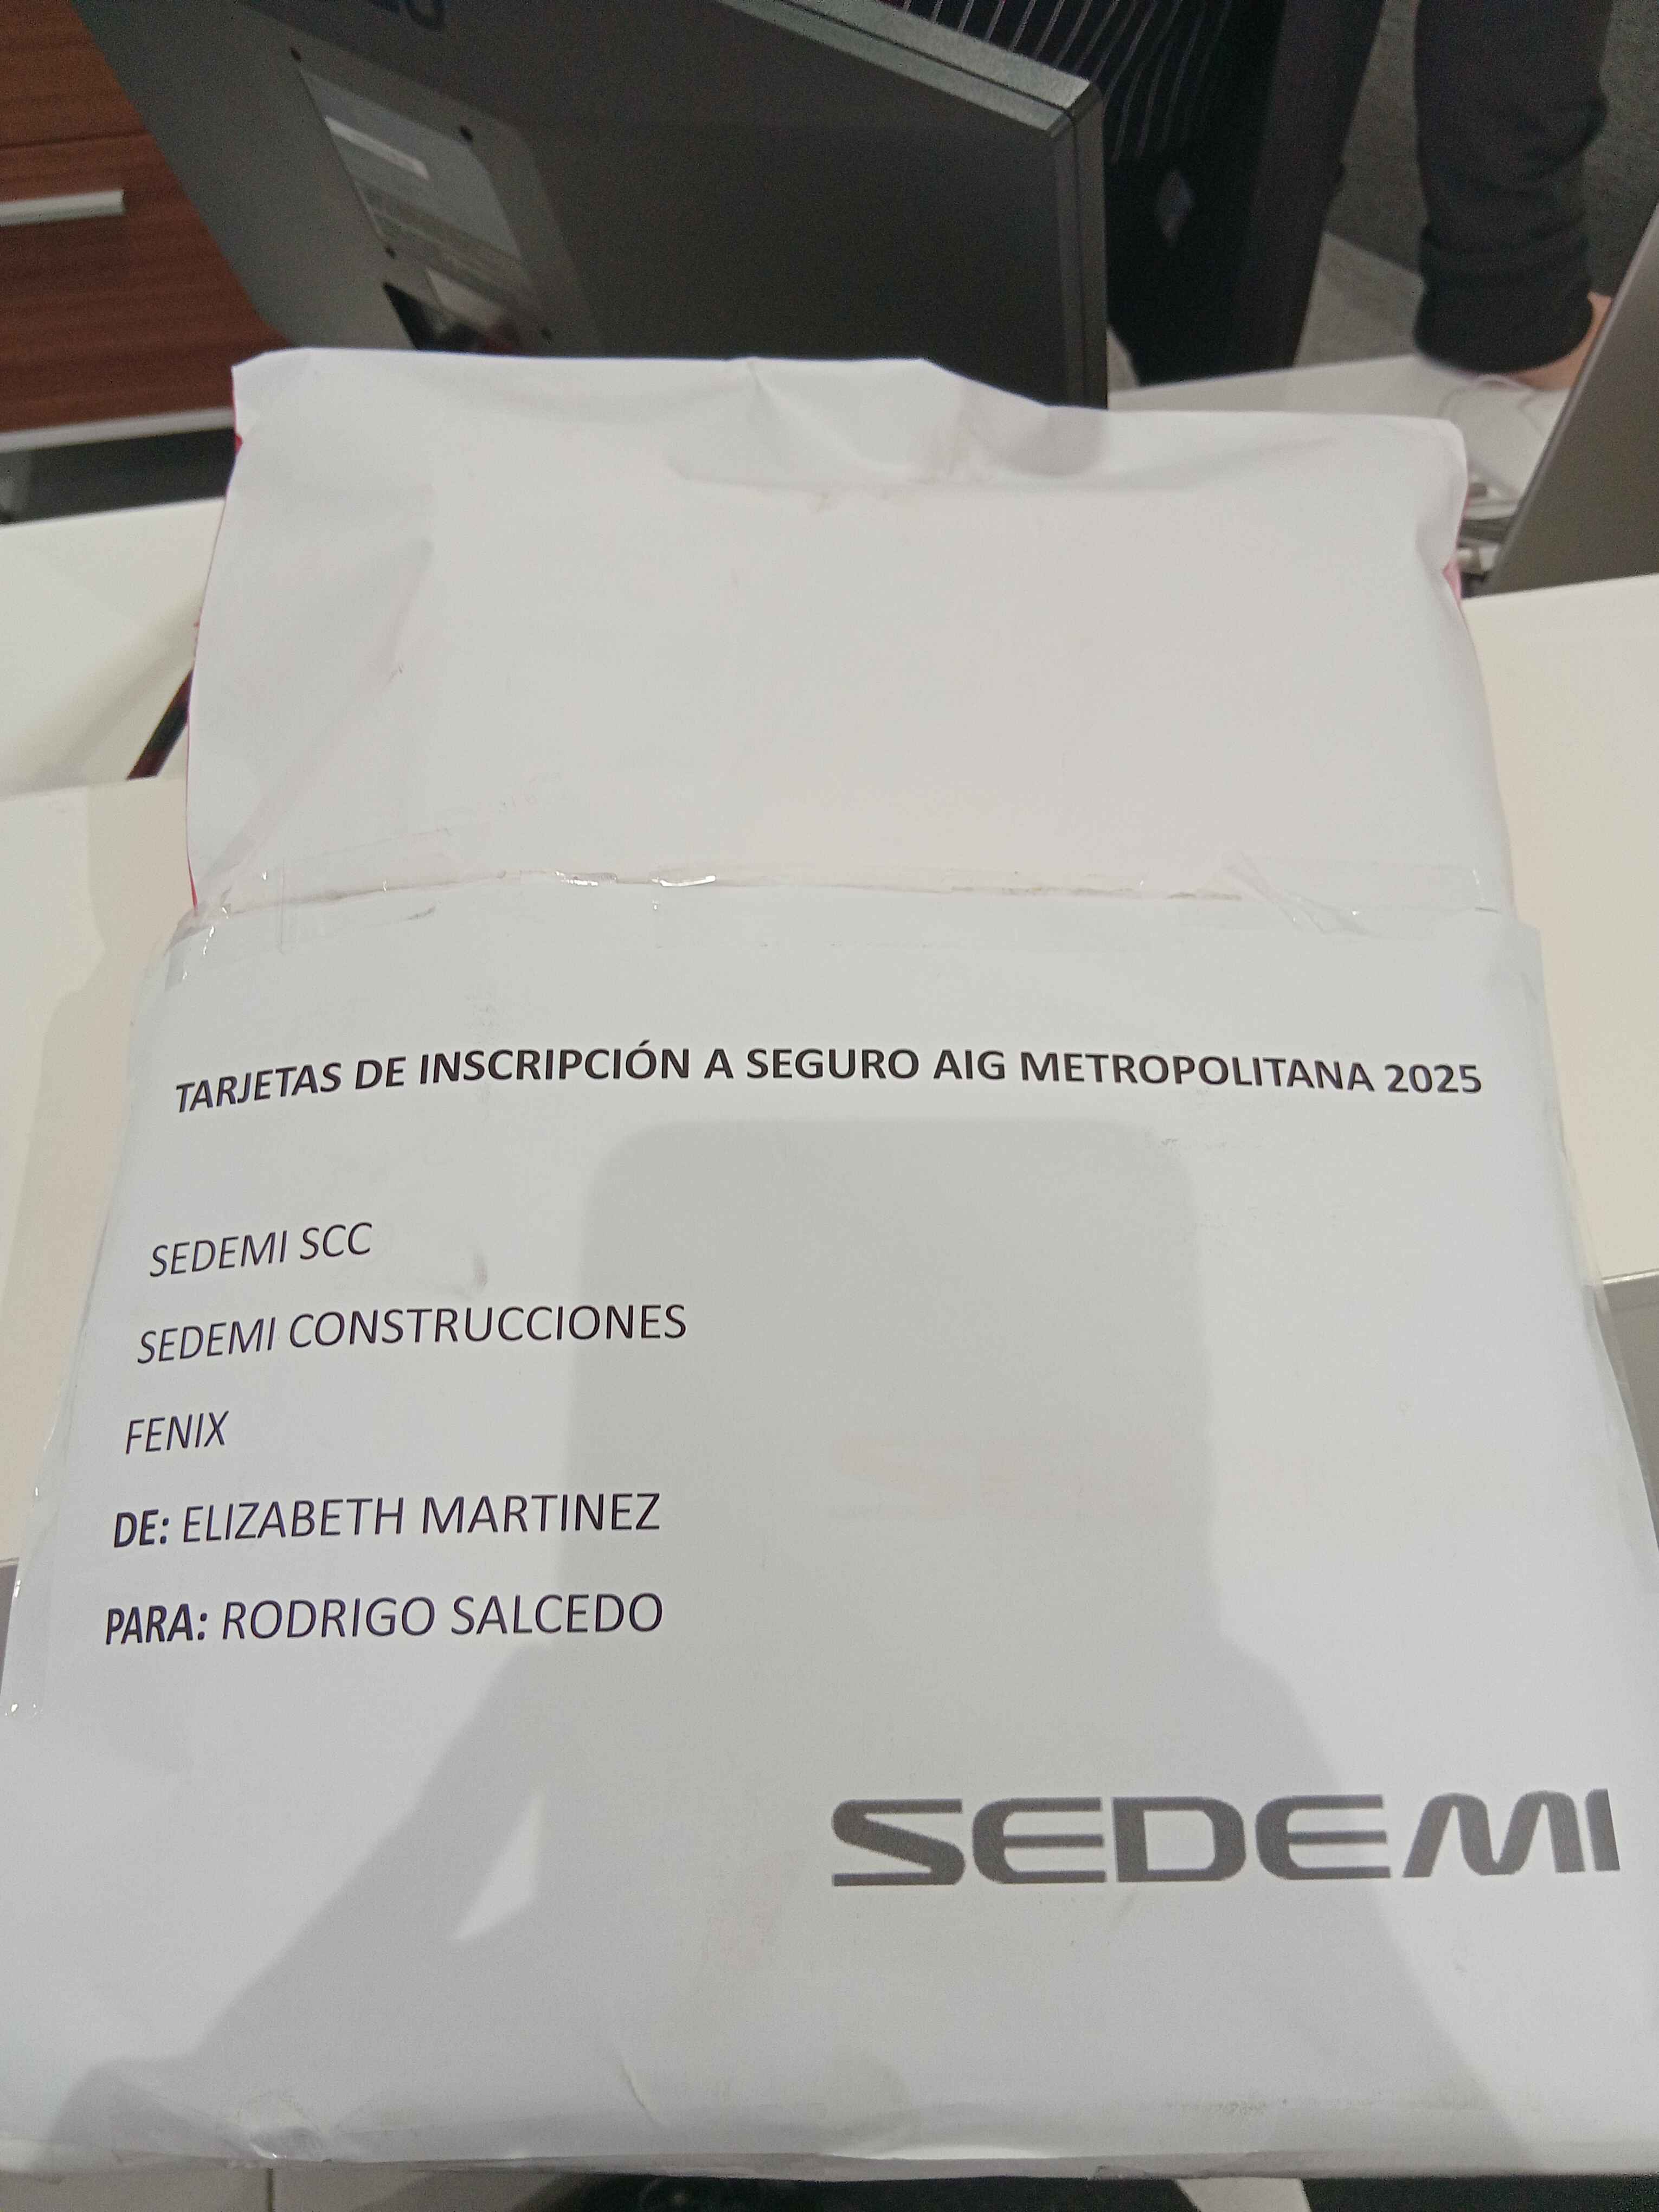 TARJETAS DE INSCRIPCIÓN A SEGURO AIG METROPOLITANA 2025
SEDEMI SCC
SEDEMI CONSTRUCCIONES
FENIX
DE: ELIZABETH MARTINEZ
PARA: RODRIGO SALCEDO
SEDEMI